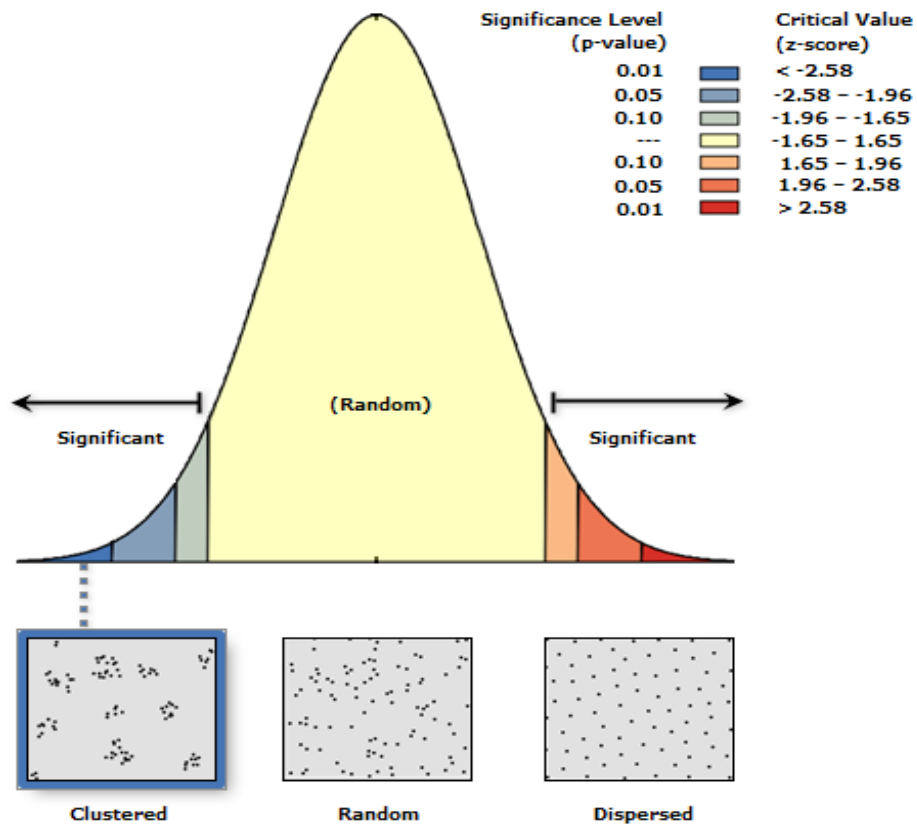 Significance Level Critical Value
(p-value) (z-score)
0.01 < -2.58
0.05 -2.58 – -1.96
0.10 -1.96 – -1.65
--- -1.65 – 1.65
0.10 1.65 – 1.96
0.05 1.96 – 2.58
0.01 > 2.58
(Random)
Significant Significant
Clustered Random Dispersed